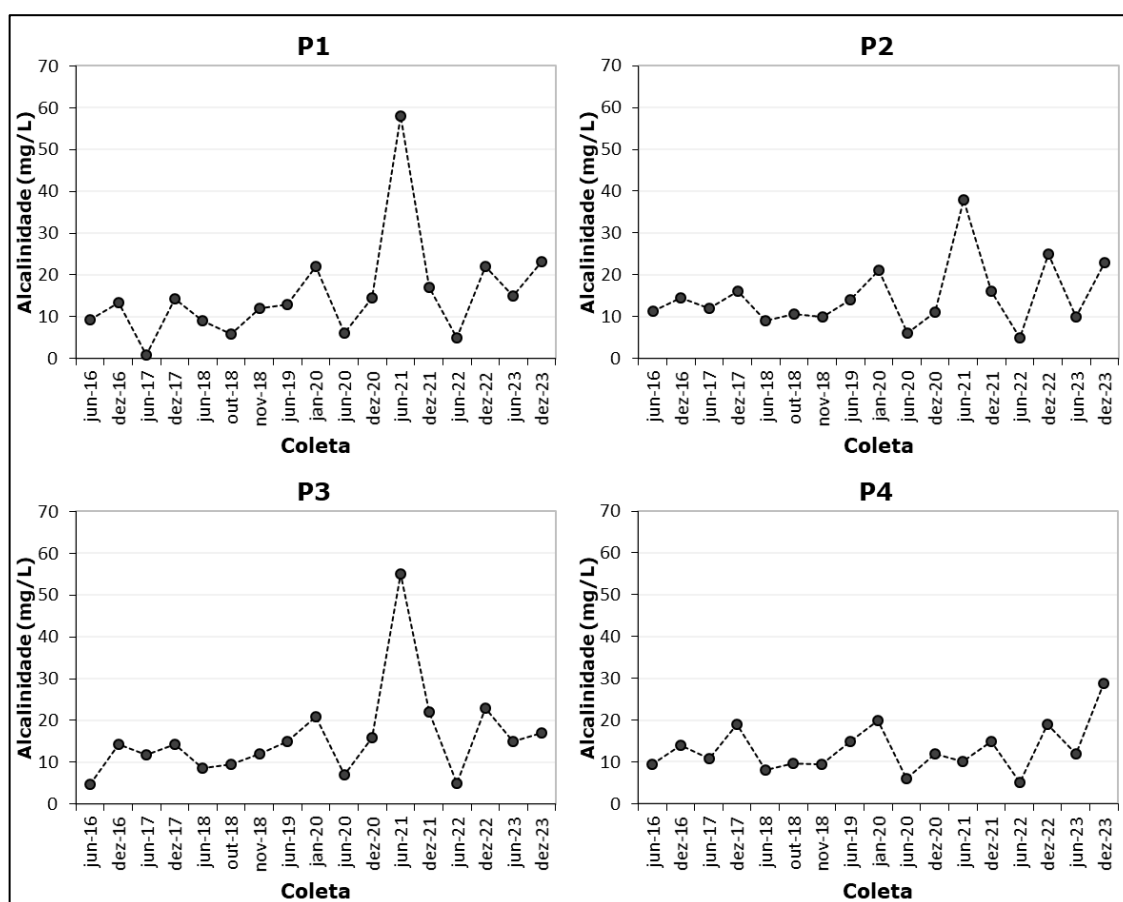 P1
Alcalinidade (mg/L)
70
60
50
40
30
20
10
0
jun-16
dez-16
jun-17
dez-17
jun-18
out-18
nov-18
jun-19
jan-20
jun-20
dez-20
jun-21
dez-21
jun-22
dez-22
jun-23
dez-23
Coleta
P2
Alcalinidade (mg/L)
70
60
50
40
30
20
10
0
jun-16
dez-16
jun-17
dez-17
jun-18
out-18
nov-18
jun-19
jan-20
jun-20
dez-20
jun-21
dez-21
jun-22
dez-22
jun-23
dez-23
Coleta
P3
Alcalinidade (mg/L)
70
60
50
40
30
20
10
0
jun-16
dez-16
jun-17
dez-17
jun-18
out-18
nov-18
jun-19
jan-20
jun-20
dez-20
jun-21
dez-21
jun-22
dez-22
jun-23
dez-23
Coleta
P4
Alcalinidade (mg/L)
70
60
50
40
30
20
10
0
jun-16
dez-16
jun-17
dez-17
jun-18
out-18
nov-18
jun-19
jan-20
jun-20
dez-20
jun-21
dez-21
jun-22
dez-22
jun-23
dez-23
Coleta